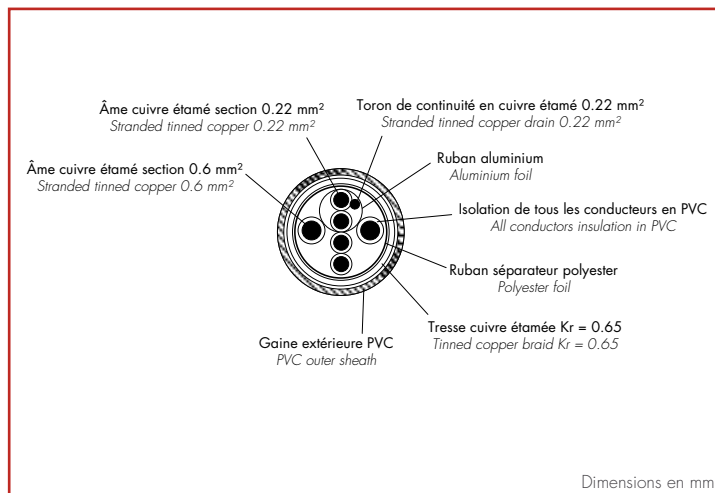 Âme cuivre étamé section 0.22 mm²
Stranded tinned copper 0.22 mm²
Toron de continuité en cuivre étamé 0.22 mm²
Stranded tinned copper drain 0.22 mm²
Âme cuivre étamé section 0.6 mm²
Stranded tinned copper 0.6 mm²
Ruban aluminium
Aluminium foil
Isolation de tous les conducteurs en PVC
All conductors insulation in PVC
Ruban séparateur polyester
Polyester foil
Tresse cuivre étamée Kr = 0.65
Tinned copper braid Kr = 0.65
Gaine extérieure PVC
PVC outer sheath
Dimensions en mm